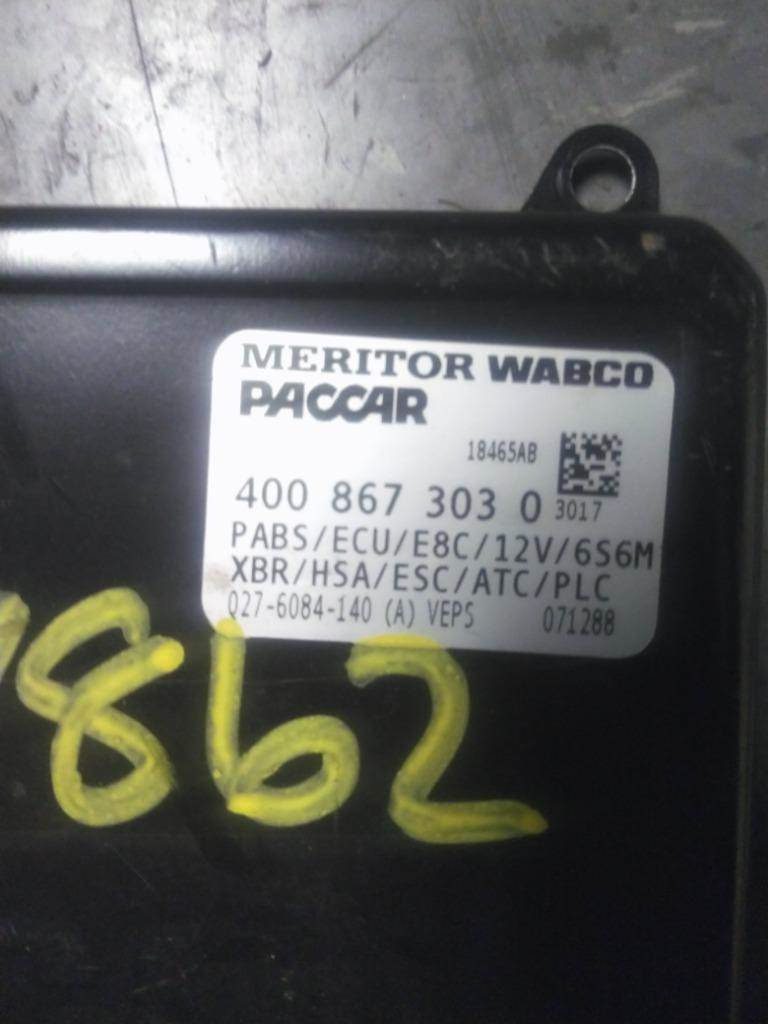 MERITOR WABCO
PACCAR
18465AB
400 867 303 0 3017
PABS/ECU/E8C/12V/6S6M
XBR/HSA/ESC/ATC/PLC
027-6084-140 (A) VEPS 071288
862